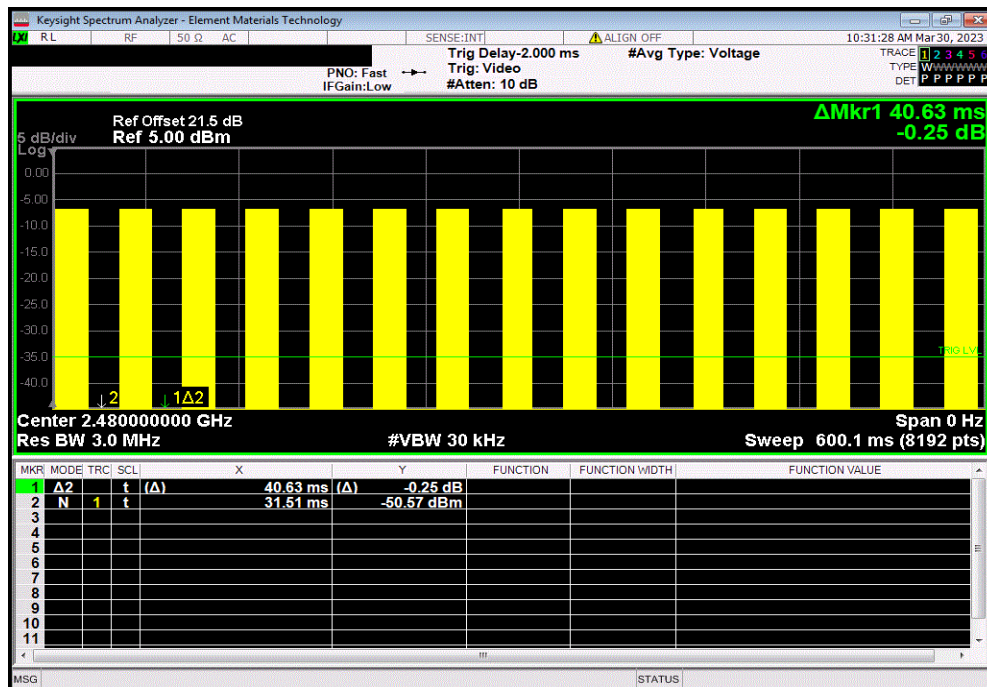 Keysight Spectrum Analyzer - Element Materials Technology
LXI RL RF 50 Ω AC SENSE:INT ALIGN OFF 10:31:28 AM Mar 30, 2023
Trig Delay-2.000 ms #Avg Type: Voltage TRACE 1 2 3 4 5 6
PNO: Fast Trig: Video TYPE WWWWWW
IFGain:Low #Atten: 10 dB DET P P P P P P
ΔMkr1 40.63 ms
Ref Offset 21.5 dB
5 dB/div Ref 5.00 dBm -0.25 dB
Log
0.00
-5.00
-10.0
-15.0
-20.0
-25.0
-30.0
-35.0 TRIG LVL
-40.0
2 1Δ2
Center 2.480000000 GHz Span 0 Hz
Res BW 3.0 MHz #VBW 30 kHz Sweep 600.1 ms (8192 pts)
MKR MODE TRC SCL X Y FUNCTION FUNCTION WIDTH FUNCTION VALUE
1 Δ2 t (Δ) 40.63 ms (Δ) -0.25 dB
2 N 1 t 31.51 ms -50.57 dBm
3
4
5
6
7
8
9
10
11
MSG STATUS